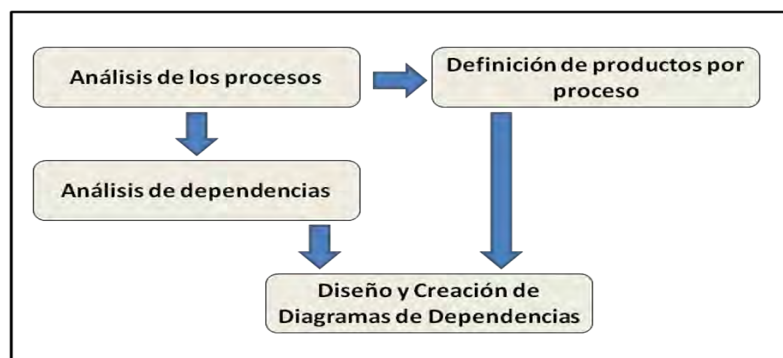 Análisis de los procesos
Definición de productos por
proceso
Análisis de dependencias
Diseño y Creación de
Diagramas de Dependencias